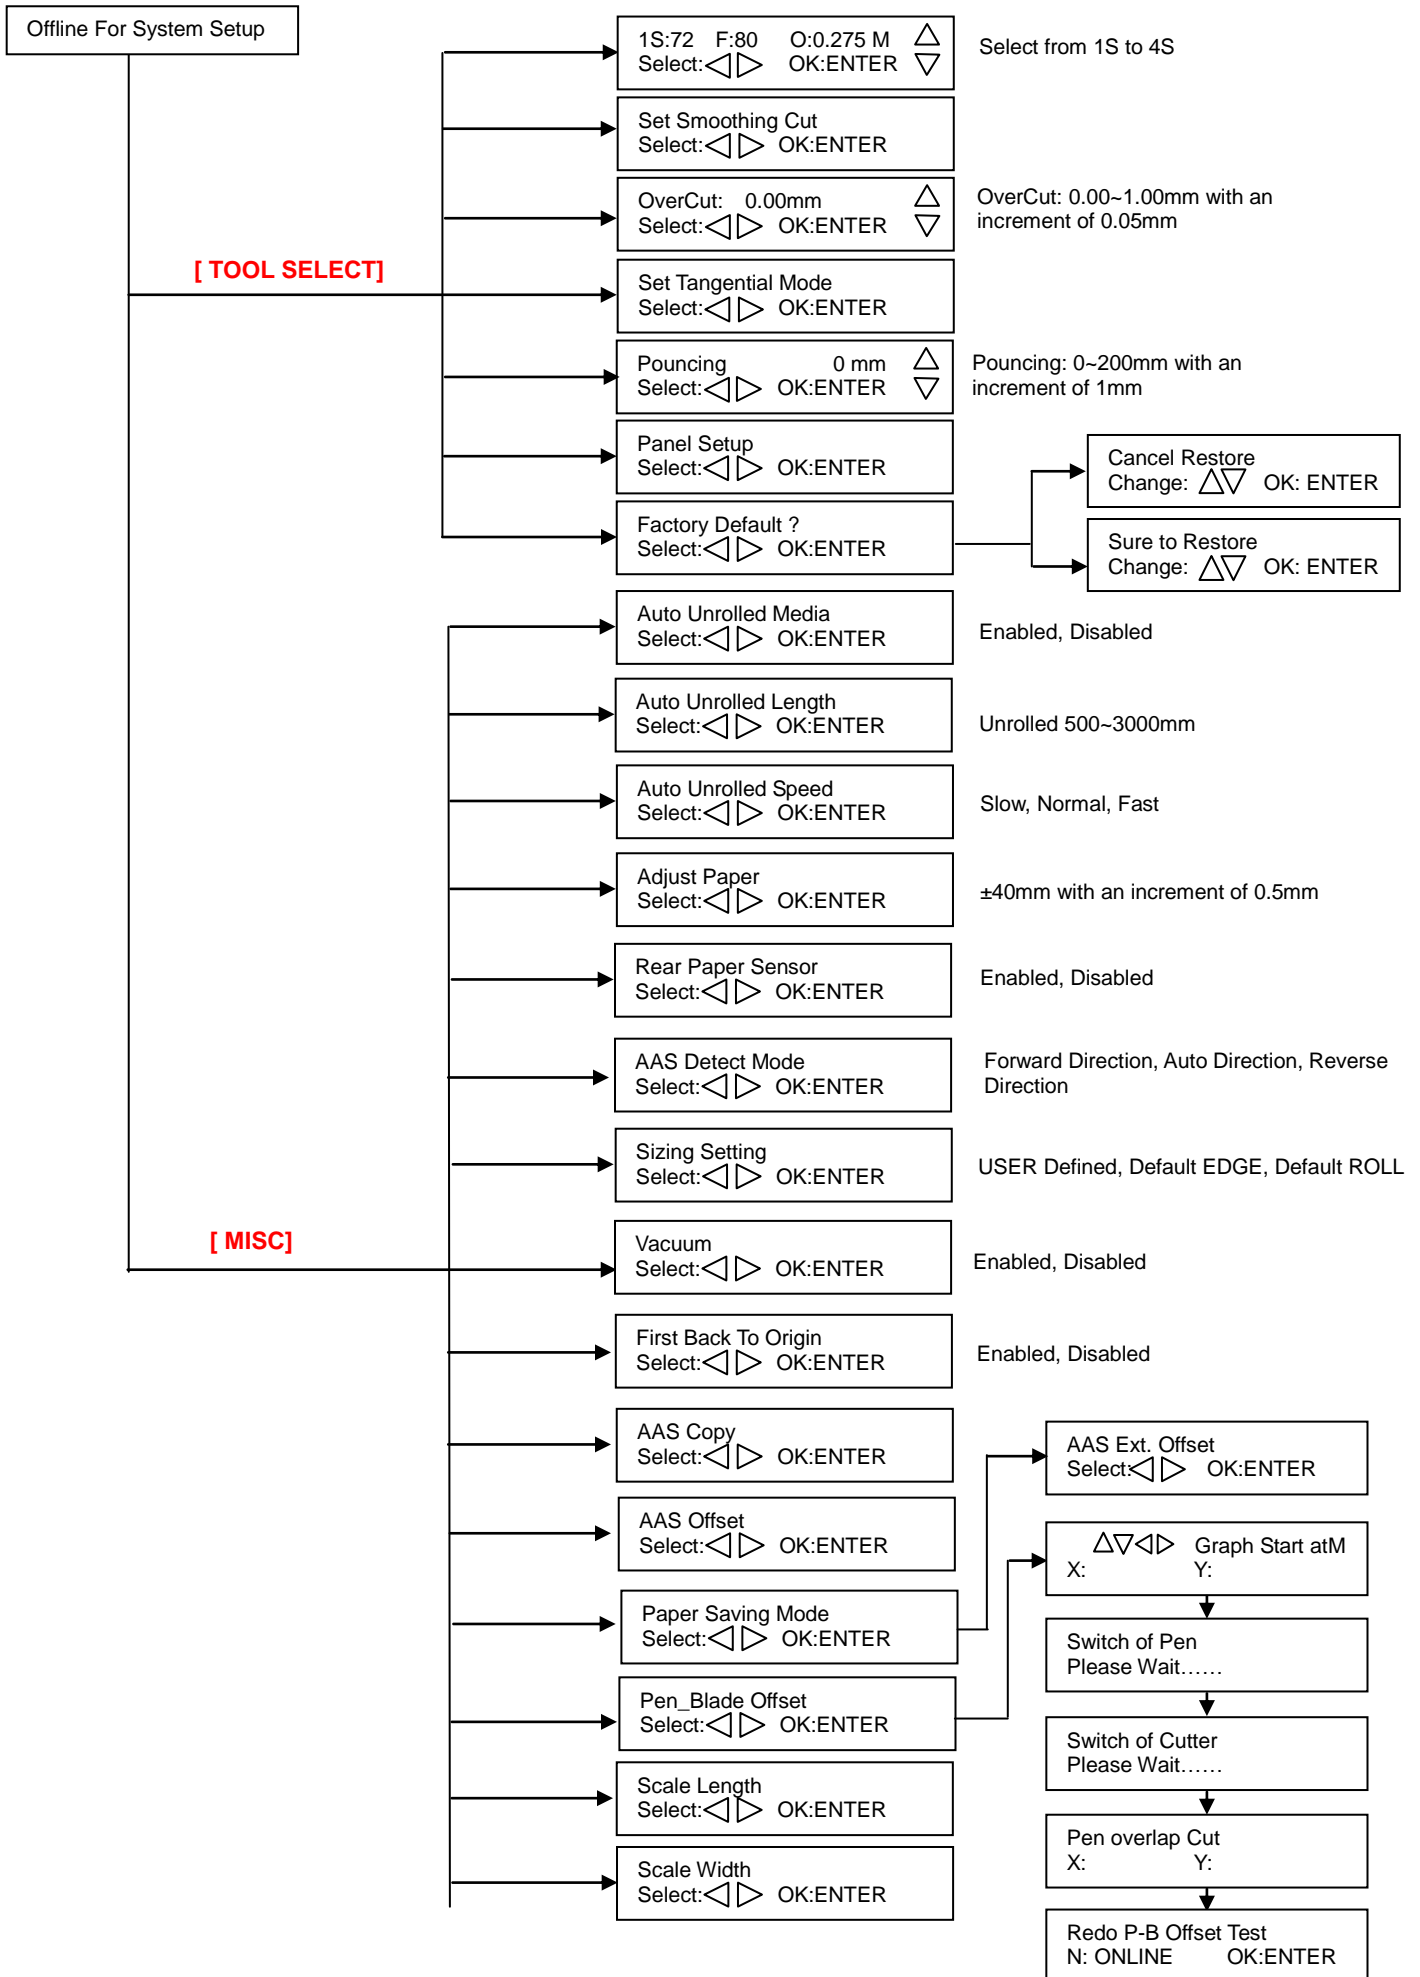 Offline For System Setup
1S:72 F:80 O:0.275 M
Select: OK:ENTER
Select from 1S to 4S
Set Smoothing Cut
Select: OK:ENTER
OverCut: 0.00mm
Select: OK:ENTER
OverCut: 0.00~1.00mm with an
increment of 0.05mm
[ TOOL SELECT]
Set Tangential Mode
Select: OK:ENTER
Pouncing 0 mm
Select: OK:ENTER
Pouncing: 0~200mm with an
increment of 1mm
Panel Setup
Select: OK:ENTER
Factory Default ?
Select: OK:ENTER
Cancel Restore
Change: OK: ENTER
Sure to Restore
Change: OK: ENTER
Auto Unrolled Media
Select: OK:ENTER
Enabled, Disabled
Auto Unrolled Length
Select: OK:ENTER
Unrolled 500~3000mm
Auto Unrolled Speed
Select: OK:ENTER
Slow, Normal, Fast
Adjust Paper
Select: OK:ENTER
±40mm with an increment of 0.5mm
Rear Paper Sensor
Select: OK:ENTER
Enabled, Disabled
AAS Detect Mode
Select: OK:ENTER
Forward Direction, Auto Direction, Reverse
Direction
Sizing Setting
Select: OK:ENTER
USER Defined, Default EDGE, Default ROLL
[ MISC]
Vacuum
Select: OK:ENTER
Enabled, Disabled
First Back To Origin
Select: OK:ENTER
Enabled, Disabled
AAS Copy
Select: OK:ENTER
AAS Offset
Select: OK:ENTER
Paper Saving Mode
Select: OK:ENTER
Pen_Blade Offset
Select: OK:ENTER
Scale Length
Select: OK:ENTER
Scale Width
Select: OK:ENTER
AAS Ext. Offset
Select: OK:ENTER
Graph Start atM
X: Y:
Switch of Pen
Please Wait……
Switch of Cutter
Please Wait……
Pen overlap Cut
X: Y:
Redo P-B Offset Test
N: ONLINE OK:ENTER